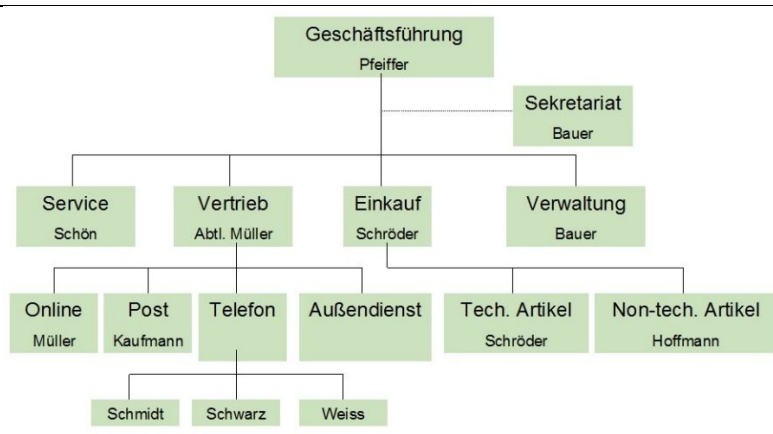 Geschäftsführung
Pfeiffer
Sekretariat
Bauer
Service
Schön
Vertrieb
Abtl. Müller
Einkauf
Schröder
Verwaltung
Bauer
Online
Müller
Post
Kaufmann
Telefon
Außendienst
Tech. Artikel
Schröder
Non-tech. Artikel
Hoffmann
Schmidt
Schwarz
Weiss